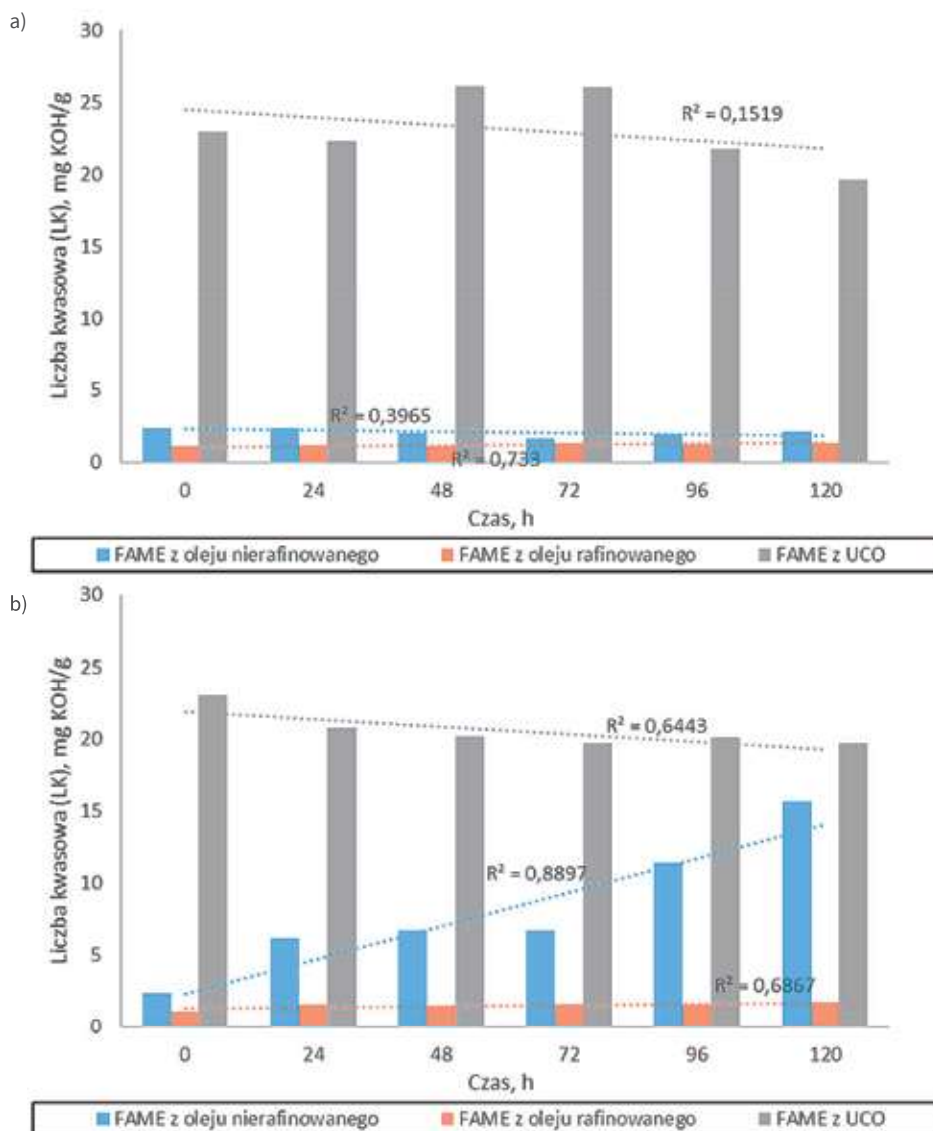 a)
30
25
20
15
10
5
0
Liczba kwasowa (LK), mg KOH/g
R² = 0,1519
R² = 0,3965
R² = 0,733
0 24 48 72 96 120
Czas, h
FAME z oleju nierafinowanego FAME z oleju rafinowanego FAME z UCO
b)
30
25
20
15
10
5
0
Liczba kwasowa (LK), mg KOH/g
R² = 0,6443
R² = 0,8897
R² = 0,6867
0 24 48 72 96 120
Czas, h
FAME z oleju nierafinowanego FAME z oleju rafinowanego FAME z UCO